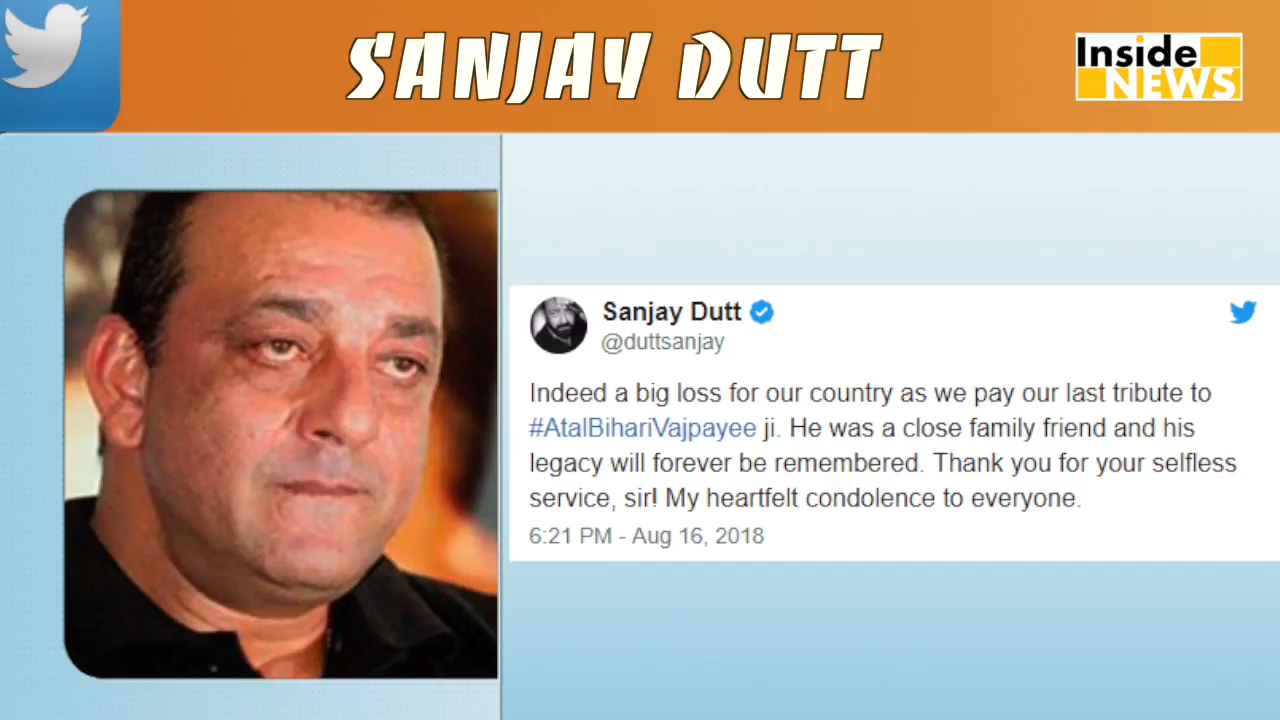 SANJAY DUTT
Inside
NEWS
Sanjay Dutt
@duttsanjay
Indeed a big loss for our country as we pay our last tribute to
#AtalBihariVajpayee ji. He was a close family friend and his
legacy will forever be remembered. Thank you for your selfless
service, sir! My heartfelt condolence to everyone.
6:21 PM - Aug 16, 2018